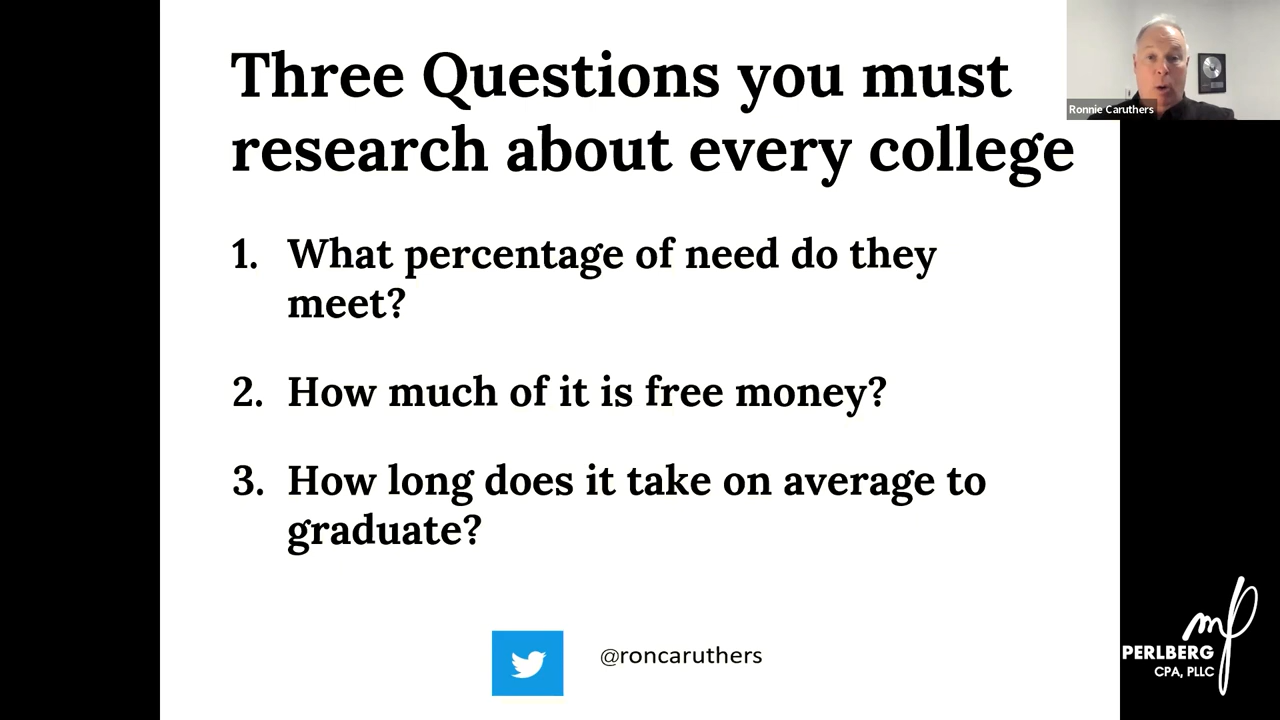 Three Questions you must
research about every college
1. What percentage of need do they
meet?
2. How much of it is free money?
3. How long does it take on average to
graduate?
@roncaruthers
Ronnie Caruthers
mp
PERLBERG
CPA, PLLC